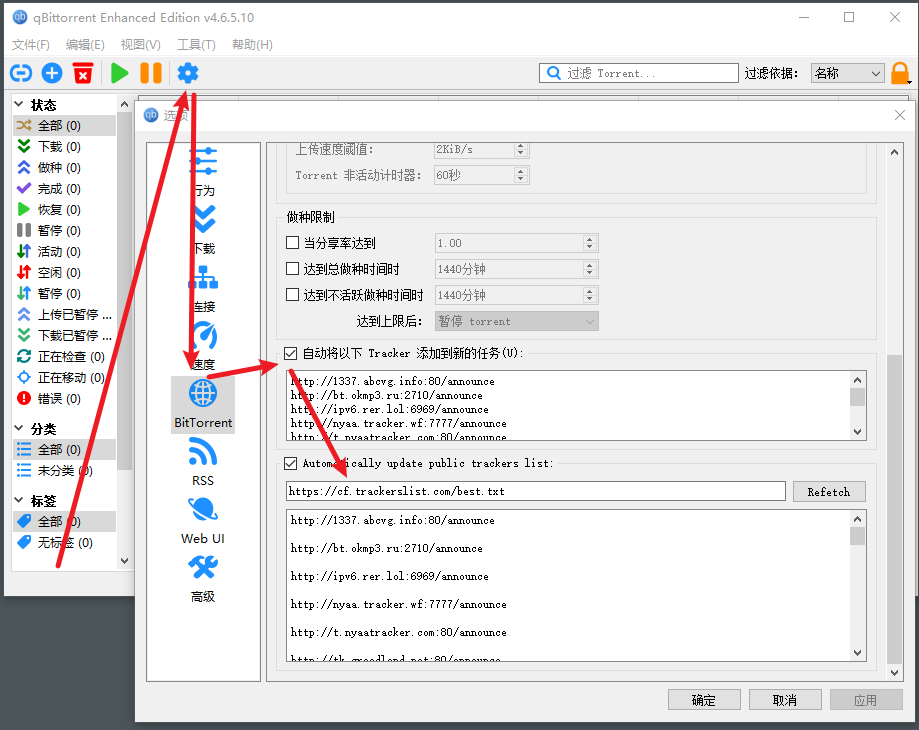 qBittorrent Enhanced Edition v4.6.5.10
文件(F) 编辑(E) 视图(V) 工具(T) 帮助(H)
过滤 Torrent... 过滤依据: 名称
状态
全部 (0)
下载 (0)
做种 (0)
完成 (0)
恢复 (0)
暂停 (0)
活动 (0)
空闲 (0)
暂停 (0)
上传已暂停 ...
下载已暂停 ...
正在检查 (0)
正在移动 (0)
错误 (0)
分类
全部 (0)
未分类 (0)
标签
全部 (0)
无标签 (0)
选项
行为
下载
连接
速度
BitTorrent
RSS
Web UI
高级
上传速度阈值: 2KiB/s
Torrent 非活动计时器: 60秒
做种限制
当分享率达到 1.00
达到总做种时间时 1440分钟
达到不活跃做种时间时 1440分钟
达到上限后: 暂停 torrent
自动将以下 Tracker 添加到新的任务(U):
http://1337.abcvg.info:80/announce
http://bt.okmp3.ru:2710/announce
http://ipv6.rer.lol:6969/announce
http://nyaa.tracker.wf:7777/announce
http://t.nyaatracker.com:80/announce
Automatically update public trackers list:
https://cf.trackerslist.com/best.txt Refetch
http://1337.abcvg.info:80/announce
http://bt.okmp3.ru:2710/announce
http://ipv6.rer.lol:6969/announce
http://nyaa.tracker.wf:7777/announce
http://t.nyaatracker.com:80/announce
确定 取消 应用